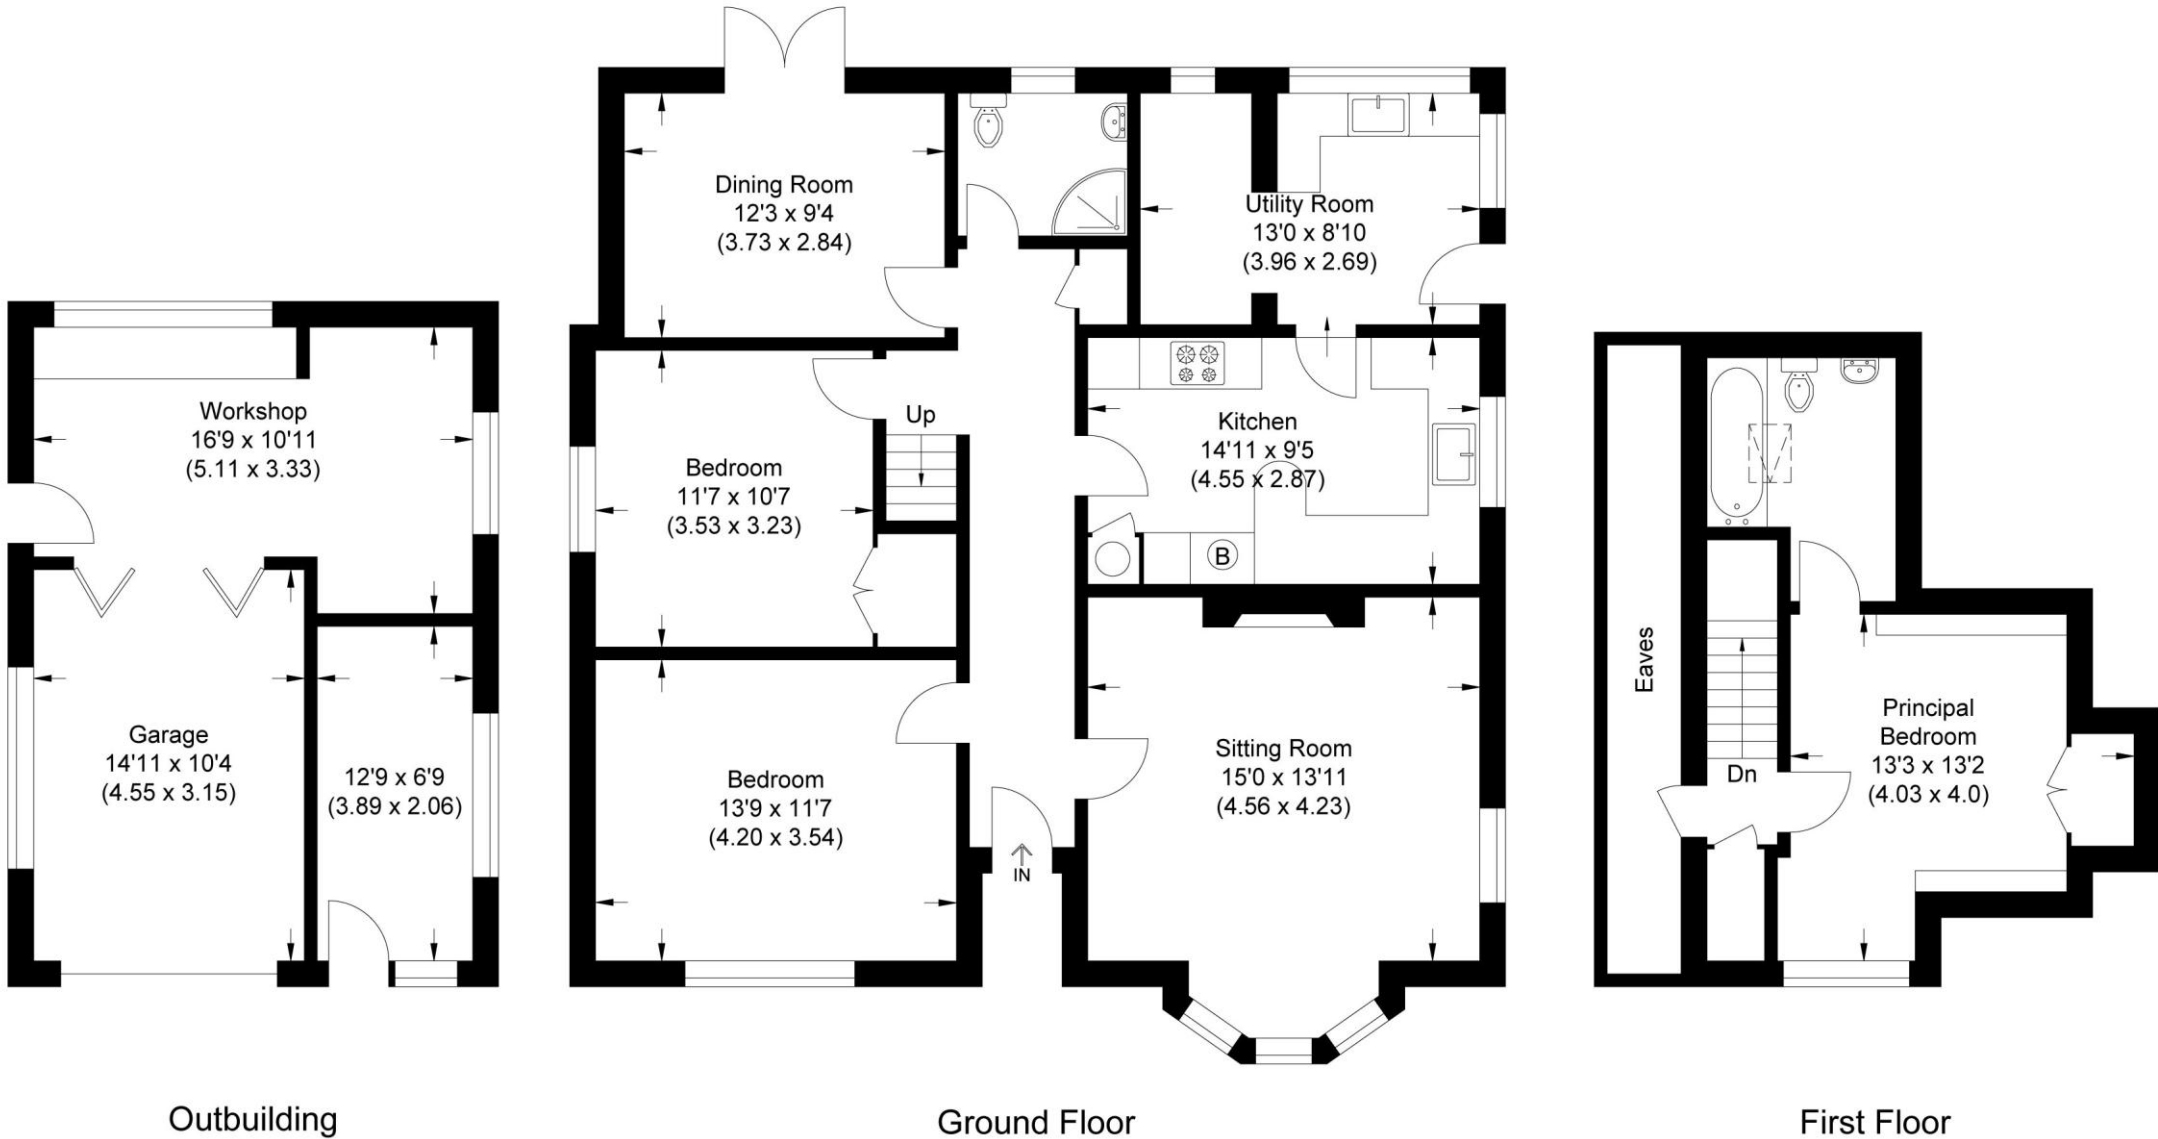 Workshop
16'9 x 10'11
(5.11 x 3.33)
Garage
14'11 x 10'4
(4.55 x 3.15)
12'9 x 6'9
(3.89 x 2.06)
Outbuilding
Dining Room
12'3 x 9'4
(3.73 x 2.84)
Utility Room
13'0 x 8'10
(3.96 x 2.69)
Up
Kitchen
14'11 x 9'5
(4.55 x 2.87)
B
Bedroom
11'7 x 10'7
(3.53 x 3.23)
Bedroom
13'9 x 11'7
(4.20 x 3.54)
Sitting Room
15'0 x 13'11
(4.56 x 4.23)
IN
Ground Floor
Eaves
Dn
Principal
Bedroom
13'3 x 13'2
(4.03 x 4.0)
First Floor